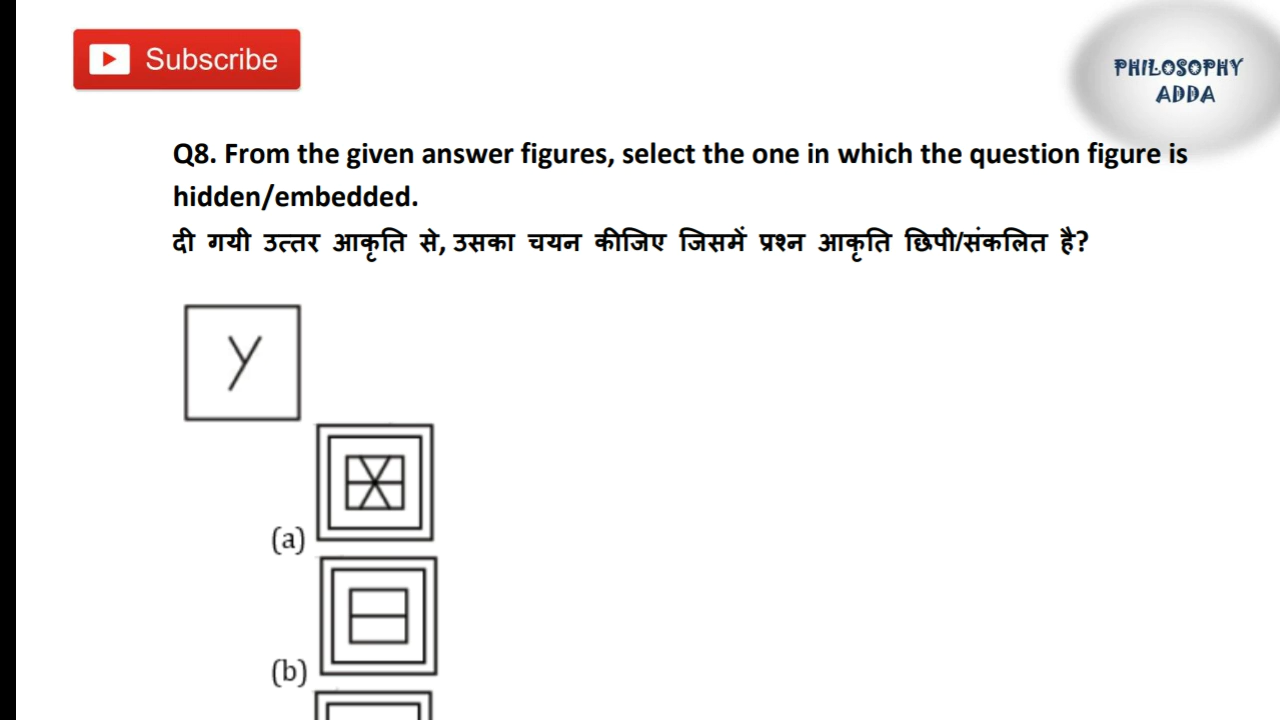 Subscribe
PHILOSOPHY
ADDA
Q8. From the given answer figures, select the one in which the question figure is
hidden/embedded.
दी गयी उत्तर आकृति से, उसका चयन कीजिए जिसमें प्रश्न आकृति छिपी/संकलित है?
(a)
(b)